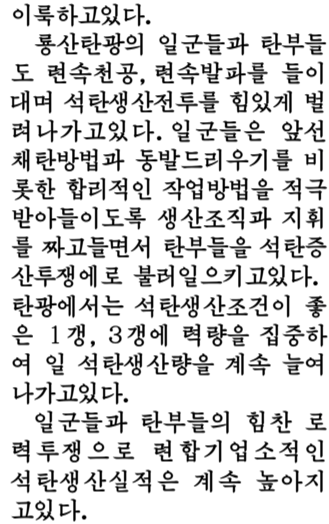 이룩하고있다.
룡산탄광의 일군들과 탄부들
도 련속천공, 련속발파를 들이
대며 석탄생산전투를 힘있게 벌
려나가고있다. 일군들은 앞선
채탄방법과 동발드리우기를 비
롯한 합리적인 작업방법을 적극
받아들이도록 생산조직과 지휘
를 짜고들면서 탄부들을 석탄증
산투쟁에로 불러일으키고있다.
탄광에서는 석탄생산조건이 좋
은 1갱, 3갱에 력량을 집중하
여 일 석탄생산량을 계속 늘여
나가고있다.
일군들과 탄부들의 힘찬 로
력투쟁으로 련합기업소적인
석탄생산실적은 계속 높아지
고있다.